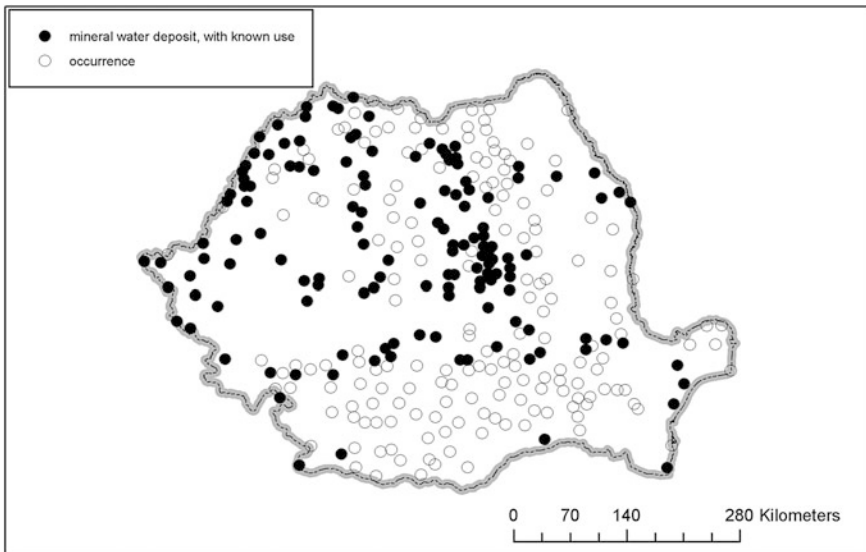 mineral water deposit, with known use
occurrence
0 70 140 280 Kilometers